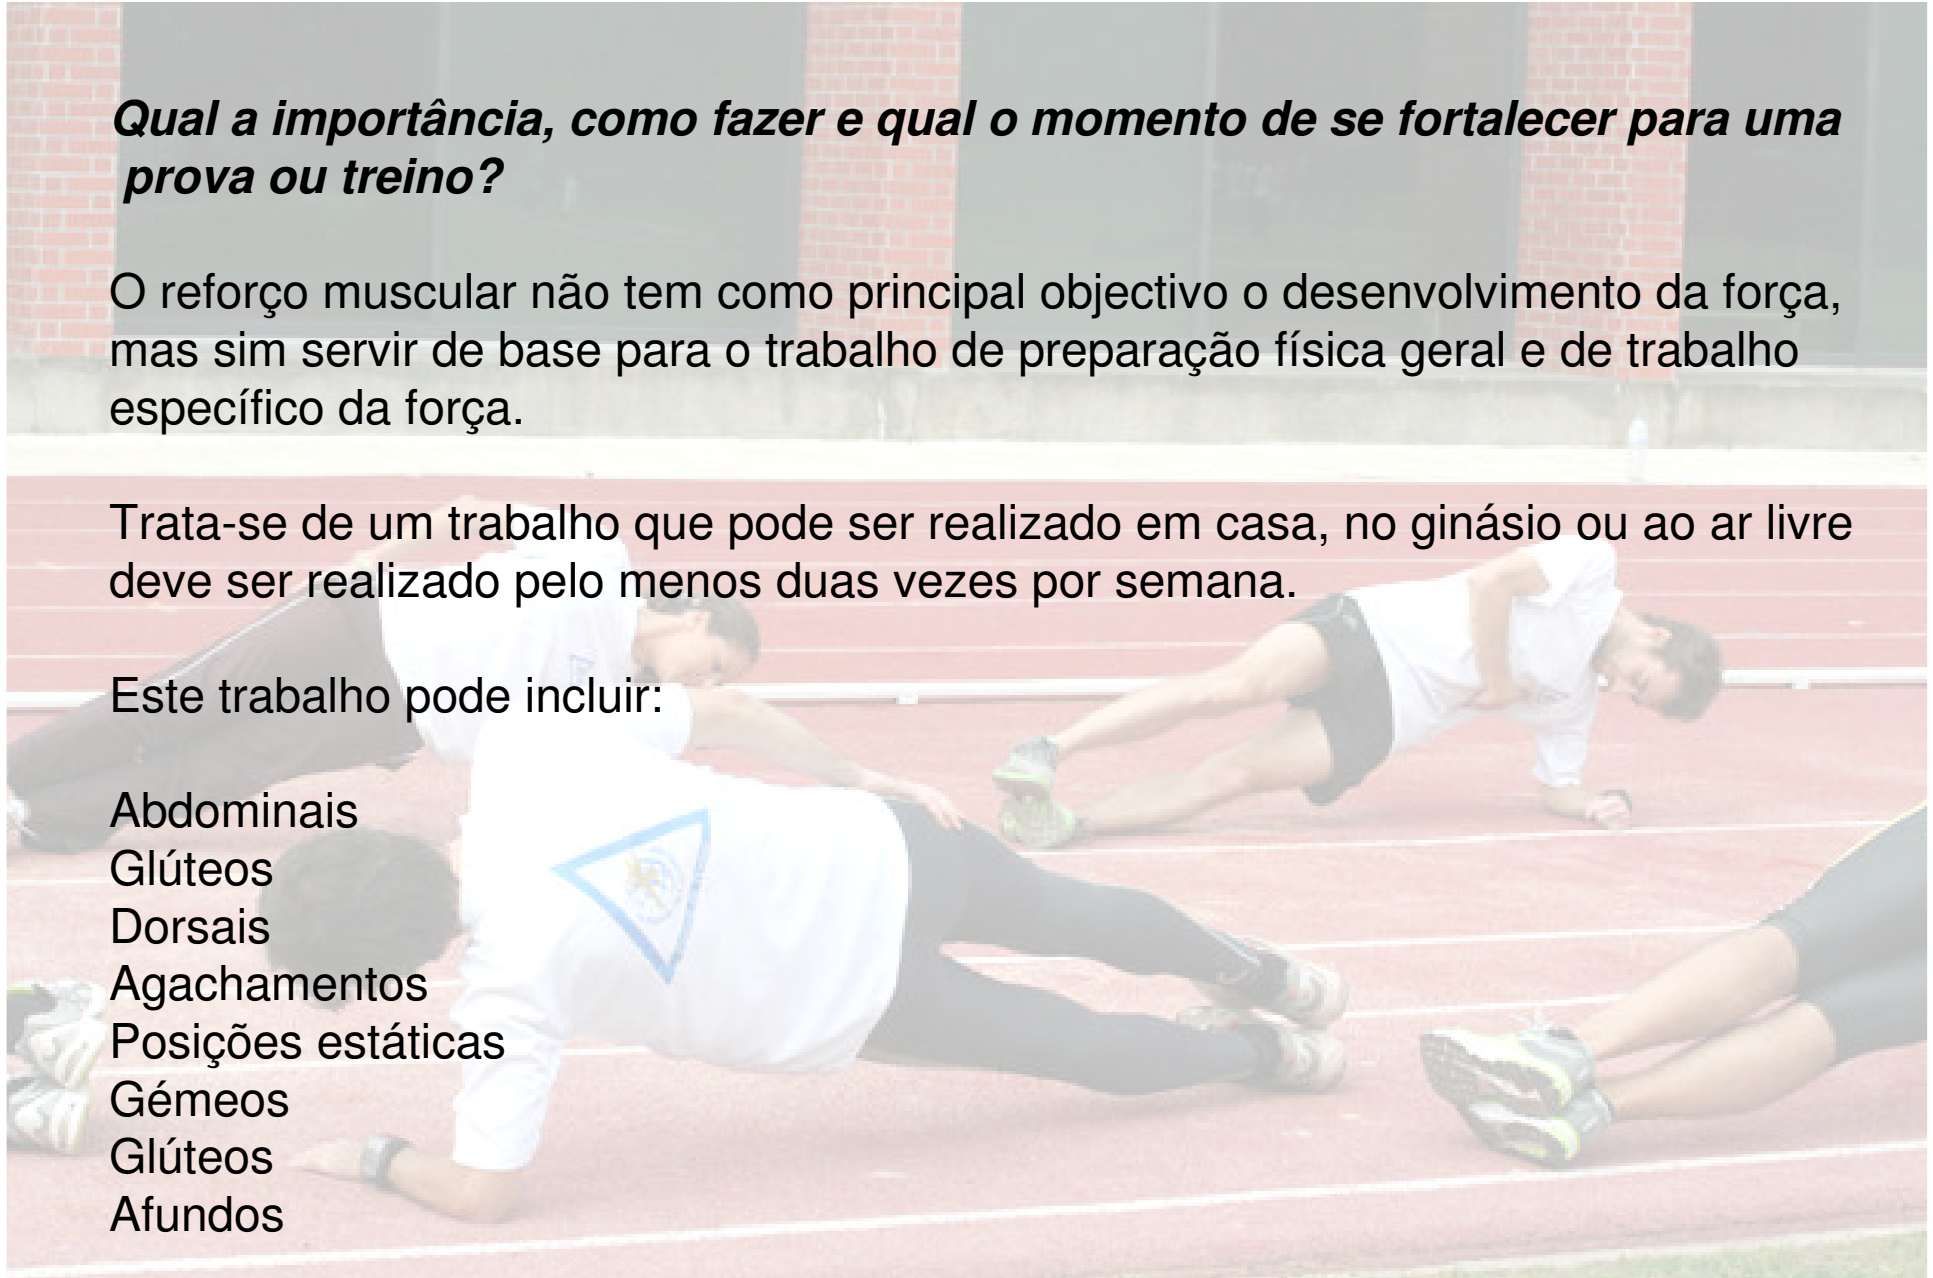 Qual a importância, como fazer e qual o momento de se fortalecer para uma
prova ou treino?
O reforço muscular não tem como principal objectivo o desenvolvimento da força,
mas sim servir de base para o trabalho de preparação física geral e de trabalho
específico da força.
Trata-se de um trabalho que pode ser realizado em casa, no ginásio ou ao ar livre
deve ser realizado pelo menos duas vezes por semana.
Este trabalho pode incluir:
Abdominais
Glúteos
Dorsais
Agachamentos
Posições estáticas
Gémeos
Glúteos
Afundos